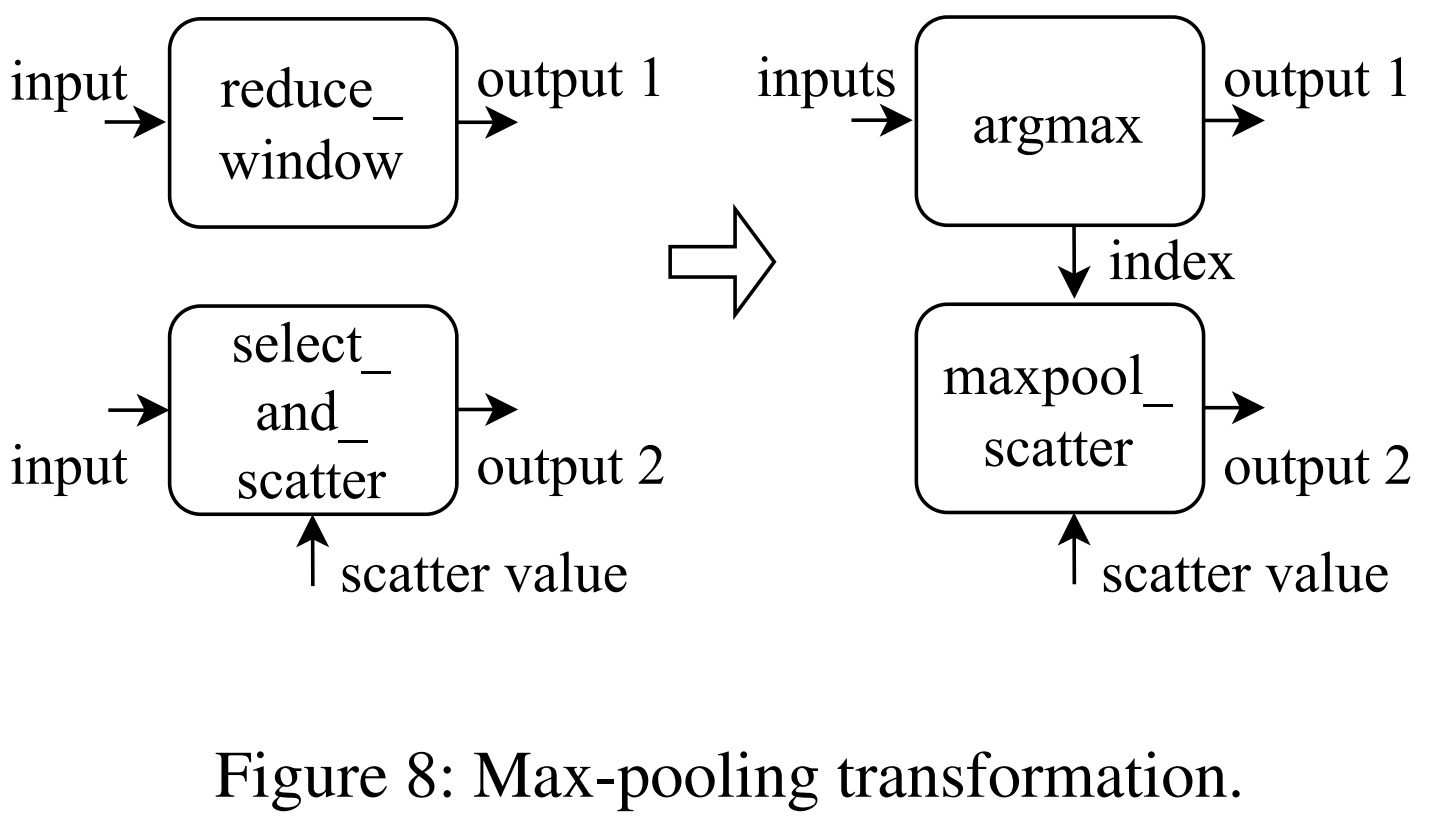 input
reduce_
window
output 1
input
select_
and_
scatter
output 2
scatter value
inputs
argmax
output 1
index
maxpool_
scatter
output 2
scatter value
Figure 8: Max-pooling transformation.